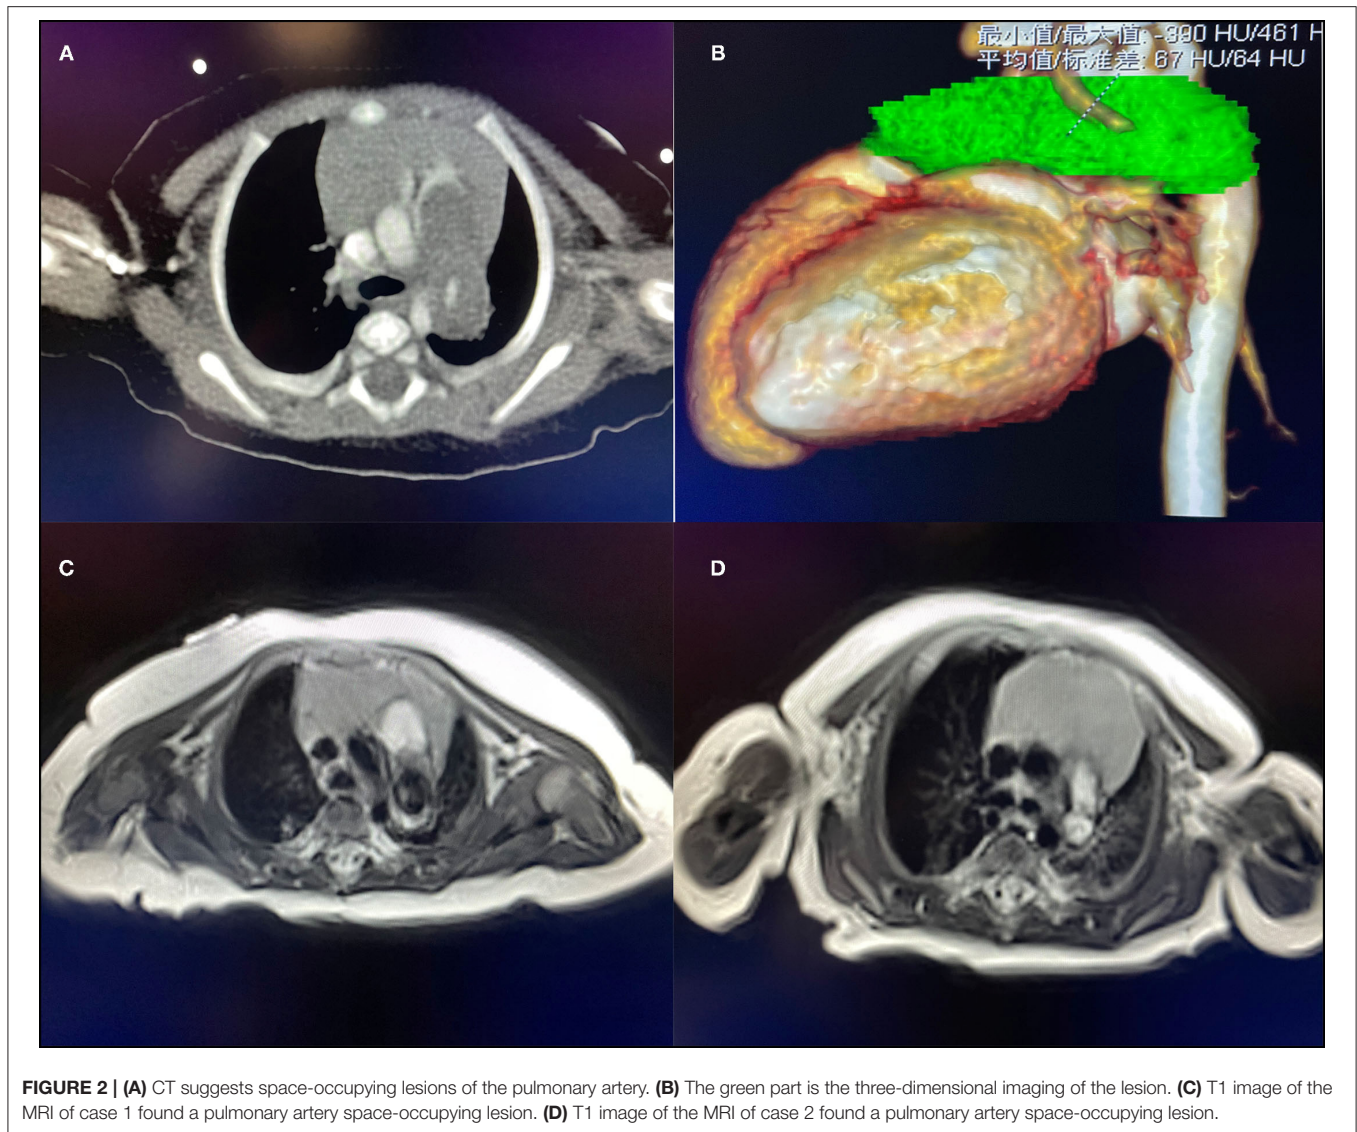 A
B
最小值/最大值: -390 HU/461 H
平均值/标准差: 67 HU/64 HU
C
D
FIGURE 2 | (A) CT suggests space-occupying lesions of the pulmonary artery. (B) The green part is the three-dimensional imaging of the lesion. (C) T1 image of the
MRI of case 1 found a pulmonary artery space-occupying lesion. (D) T1 image of the MRI of case 2 found a pulmonary artery space-occupying lesion.